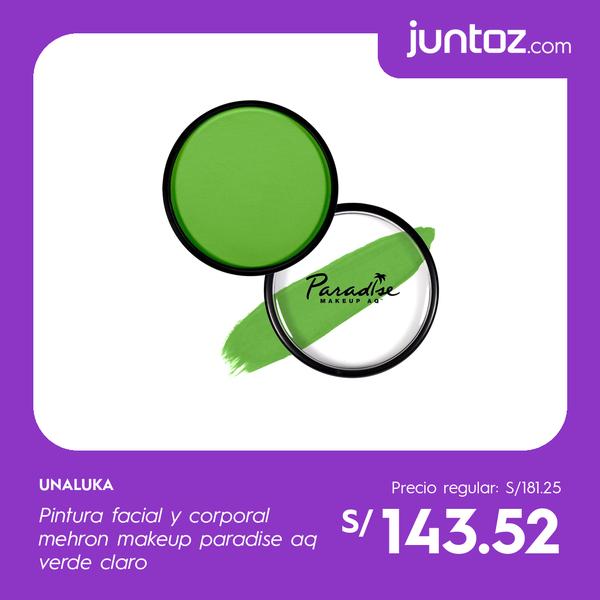 juntoz.com
Paradise
MAKEUP AQ™
UNALUKA
Pintura facial y corporal
mehron makeup paradise aq
verde claro
Precio regular: S/181.25
S/143.52